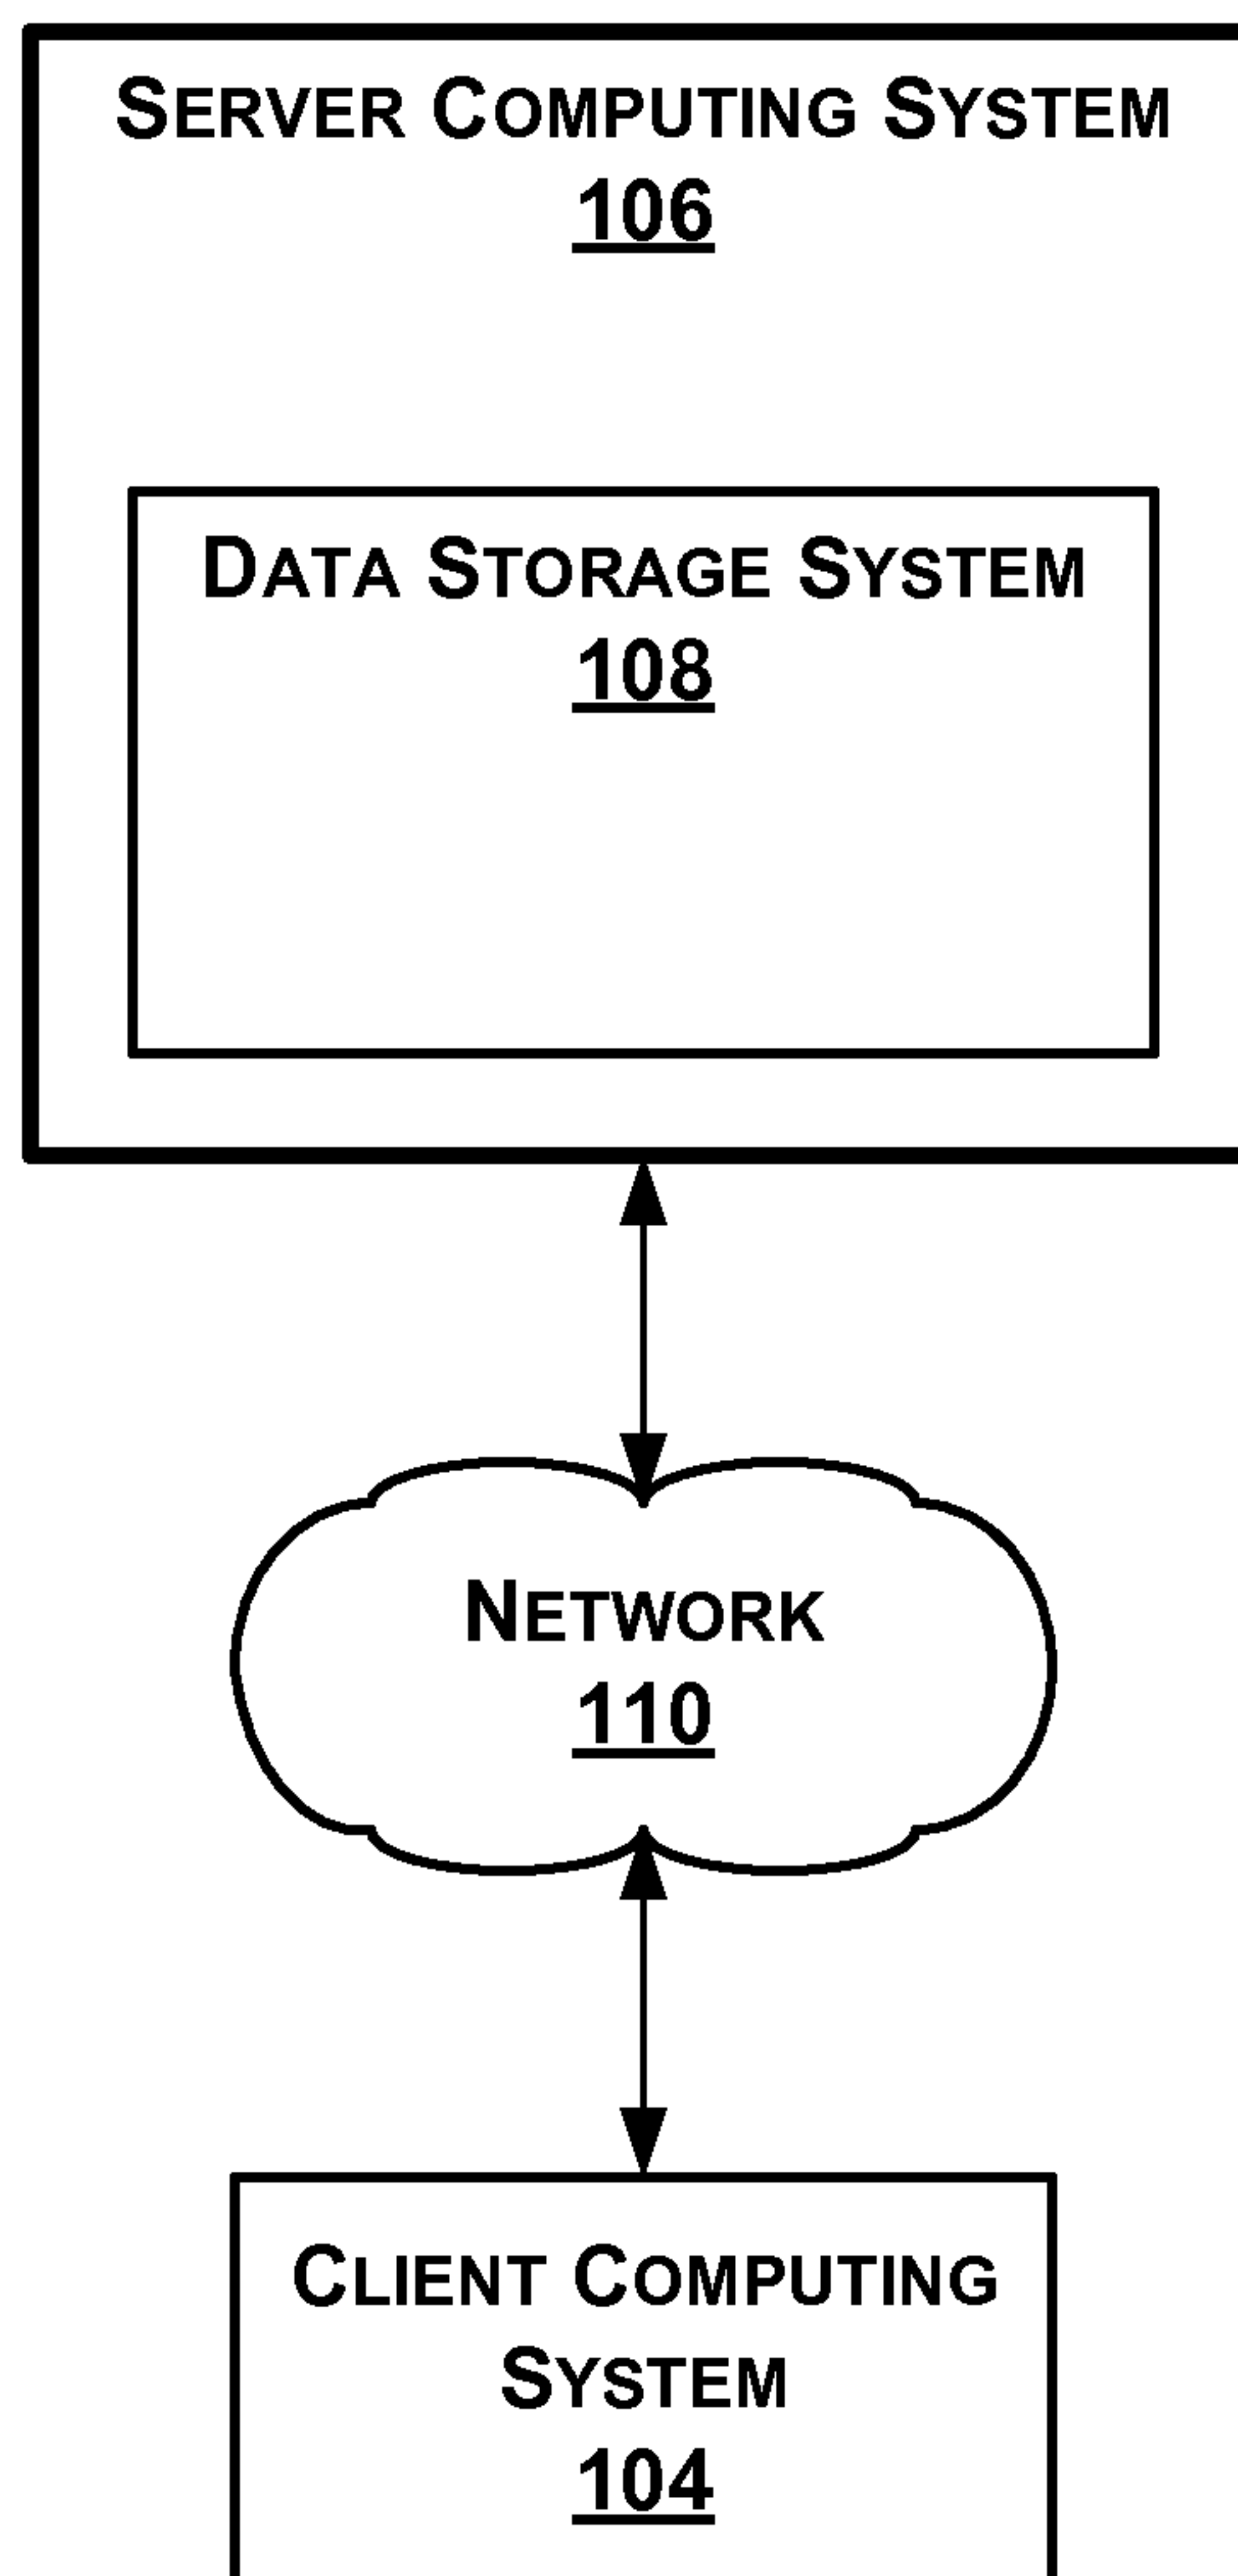 SERVER COMPUTING SYSTEM
106
DATA STORAGE SYSTEM
108
NETWORK
110
CLIENT COMPUTING
SYSTEM
104